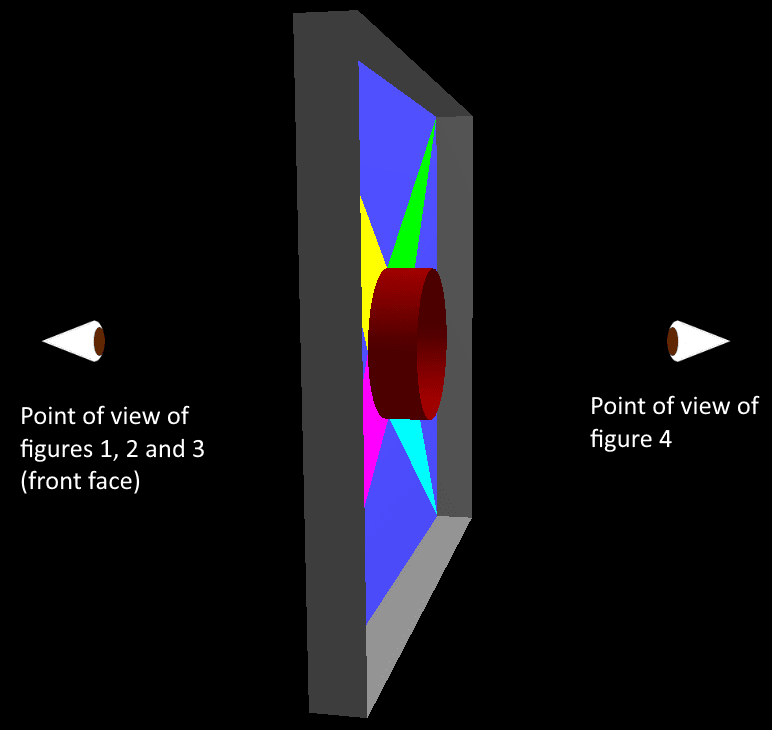 Point of view of
figures 1, 2 and 3
(front face)
Point of view of
figure 4